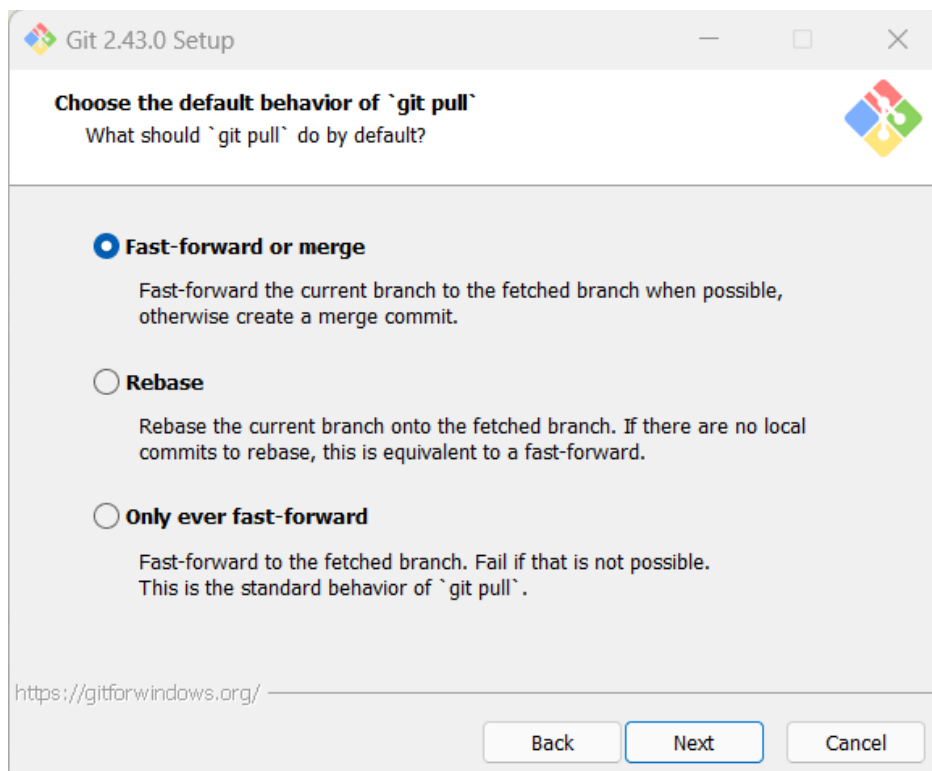 Git 2.43.0 Setup
Choose the default behavior of `git pull`
What should `git pull` do by default?
Fast-forward or merge
Fast-forward the current branch to the fetched branch when possible,
otherwise create a merge commit.
Rebase
Rebase the current branch onto the fetched branch. If there are no local
commits to rebase, this is equivalent to a fast-forward.
Only ever fast-forward
Fast-forward to the fetched branch. Fail if that is not possible.
This is the standard behavior of `git pull`.
https://gitforwindows.org/
Back Next Cancel